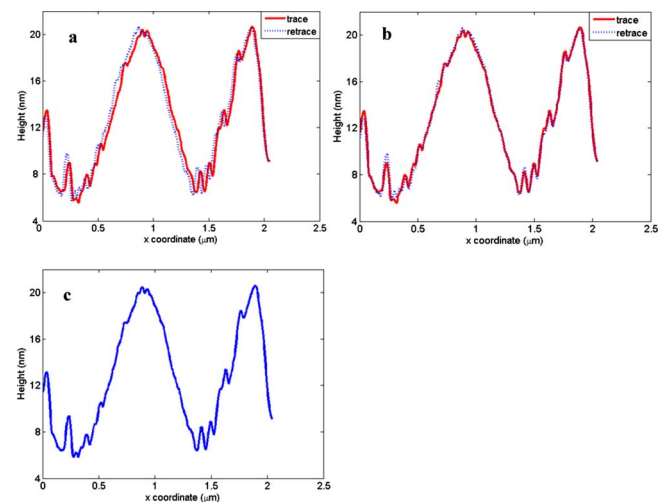 a
trace
retrace
Height (nm)
20
16
12
8
4
0 0.5 1 1.5 2 2.5
x coordinate (μm)
b
trace
retrace
Height (nm)
20
16
12
8
4
0 0.5 1 1.5 2 2.5
x coordinate (μm)
c
Height (nm)
20
16
12
8
4
0 0.5 1 1.5 2 2.5
x coordinate (μm)